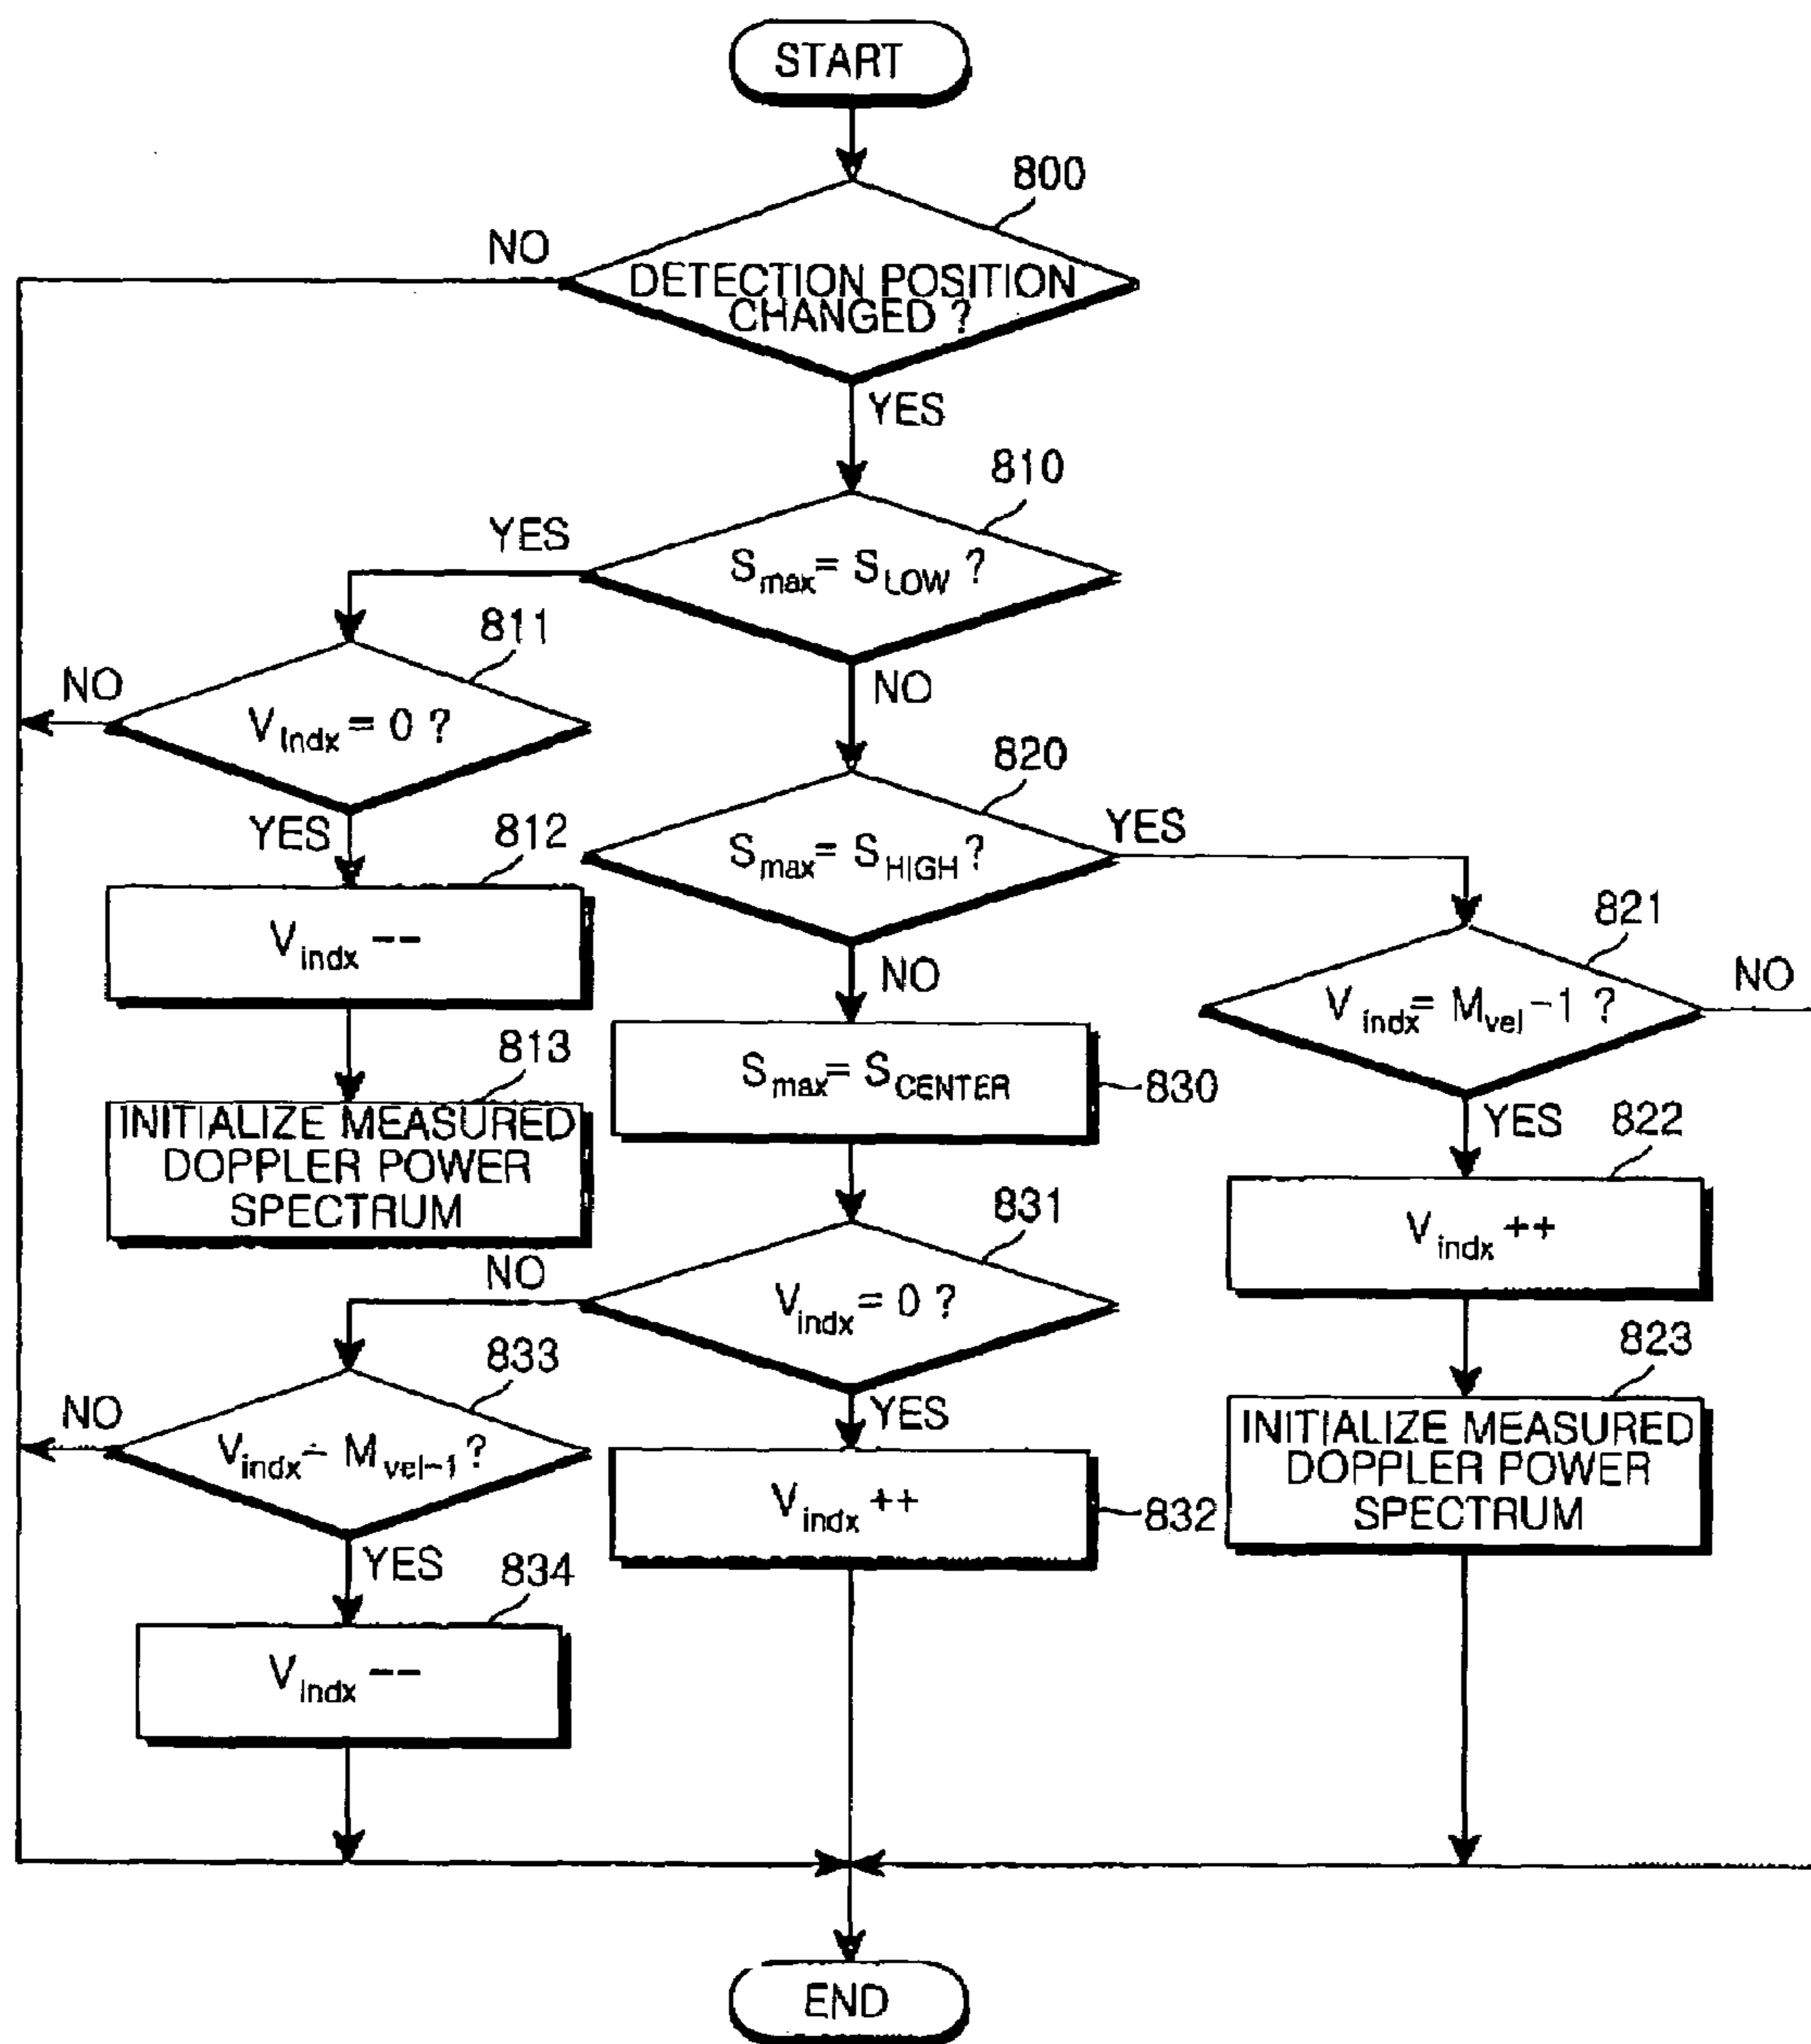 START
800
NO
DETECTION POSITION
CHANGED ?
YES
810
YES
Smax= SLOW ?
NO
811
NO
Vindx = 0 ?
YES
820
Smax= SHIGH ?
YES
NO
812
Vindx --
821
Vindx= Mvel-1 ?
NO
YES
813
INITIALIZE MEASURED
DOPPLER POWER
SPECTRUM
Smax= SCENTER
830
822
Vindx ++
831
NO
Vindx = 0 ?
YES
823
INITIALIZE MEASURED
DOPPLER POWER
SPECTRUM
833
NO
Vindx= Mvel-1 ?
YES
Vindx ++
832
834
Vindx --
END